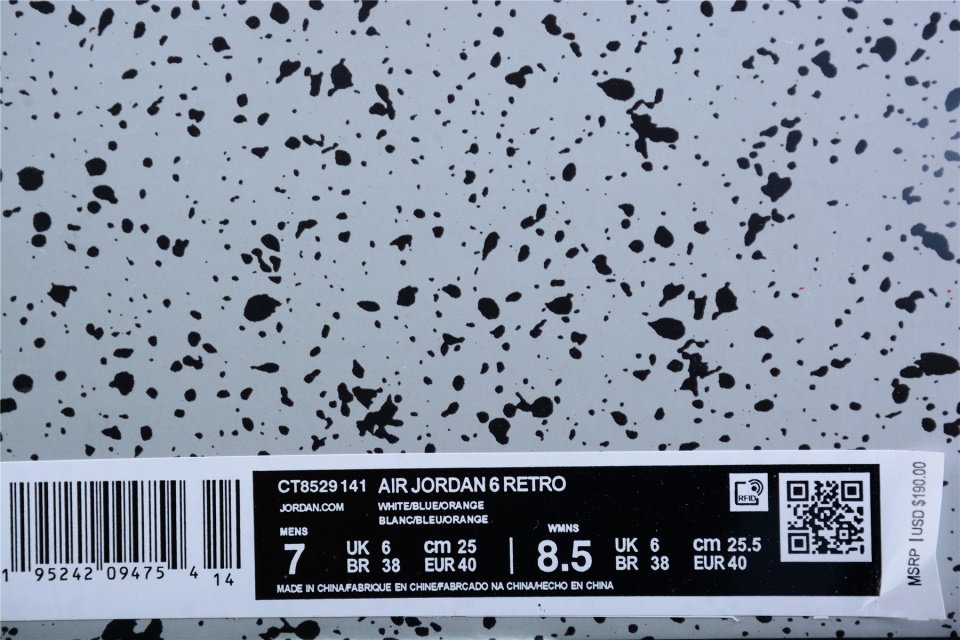 CT8529 141 AIR JORDAN 6 RETRO
JORDAN.COM WHITE/BLUE/ORANGE
BLANC/BLEU/ORANGE
MENS WMNS
7 UK 6 cm 25 | 8.5 UK 6 cm 25.5
BR 38 EUR 40 BR 38 EUR 40
MADE IN CHINA/FABRIQUE EN CHINE/FABRCADO NA CHINA/HECHO EN CHINA
RFID
1 95242 09475 4 14
MSRP | USD $190.00